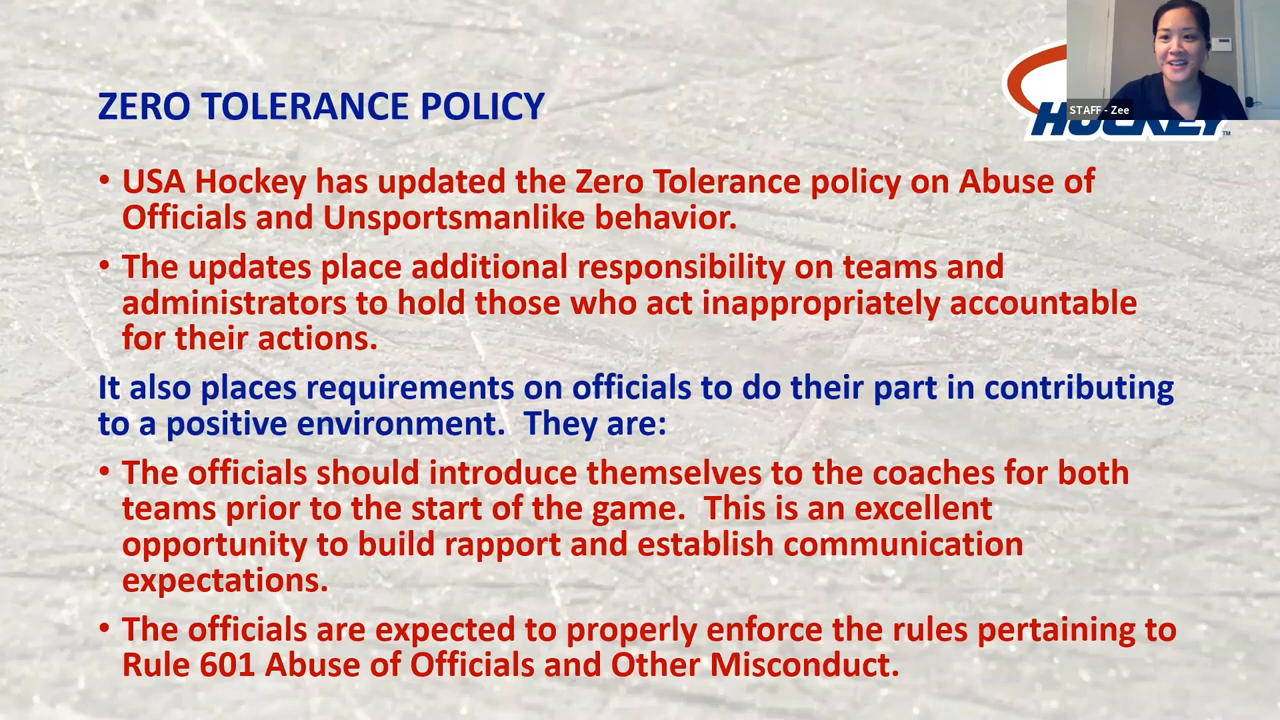 ZERO TOLERANCE POLICY
STAFF - Zee
HOCKEY™
• USA Hockey has updated the Zero Tolerance policy on Abuse of
Officials and Unsportsmanlike behavior.
• The updates place additional responsibility on teams and
administrators to hold those who act inappropriately accountable
for their actions.
It also places requirements on officials to do their part in contributing
to a positive environment.  They are:
• The officials should introduce themselves to the coaches for both
teams prior to the start of the game.  This is an excellent
opportunity to build rapport and establish communication
expectations.
• The officials are expected to properly enforce the rules pertaining to
Rule 601 Abuse of Officials and Other Misconduct.